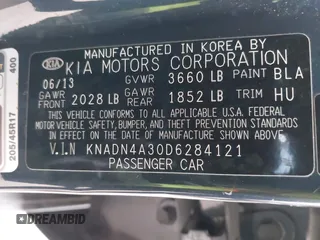 MANUFACTURED IN KOREA BY
KIA KIA MOTORS CORPORATION
06/13 GVWR 3660 LB PAINT BLA
GAWR FRONT 2028 LB GAWR REAR 1852 LB TRIM HU
THIS VEHICLE CONFORMS TO ALL APPLICABLE
U.S. FEDERAL MOTOR VEHICLE
SAFETY, BUMPER, AND THEFT PREVENTION
STANDARDS IN EFFECT ON THE DATE OF
MANUFACTURE SHOWN ABOVE.
V.I.N KNADN4A30D6284121
PASSENGER CAR
205/45R17 400
DREAMBID